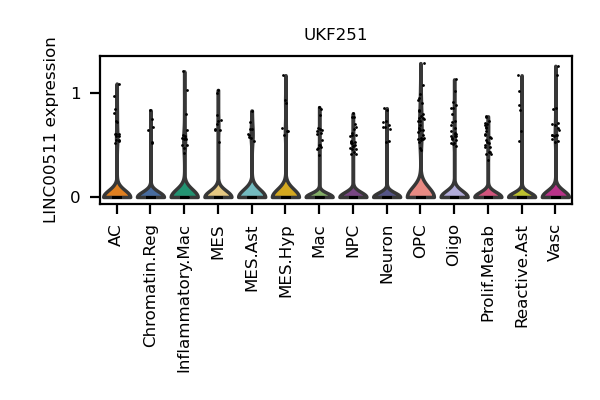 UKF251
LINC00511 expression
1
0
AC
Chromatin.Reg
Inflammatory.Mac
MES
MES.Ast
MES.Hyp
Mac
NPC
Neuron
OPC
Oligo
Prolif.Metab
Reactive.Ast
Vasc